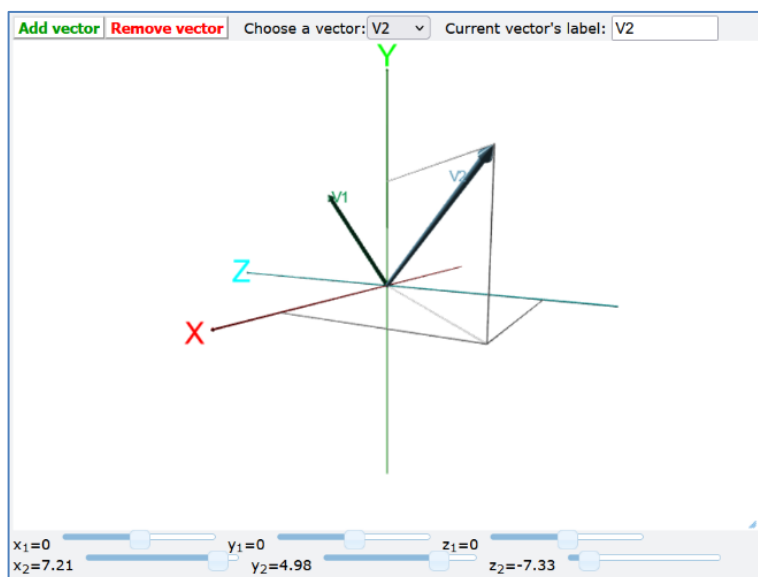 Add vector Remove vector Choose a vector: V2 Current vector's label: V2
Y
V1
V2
Z
X
x₁=0 y₁=0 z₁=0
x₂=7.21 y₂=4.98 z₂=-7.33